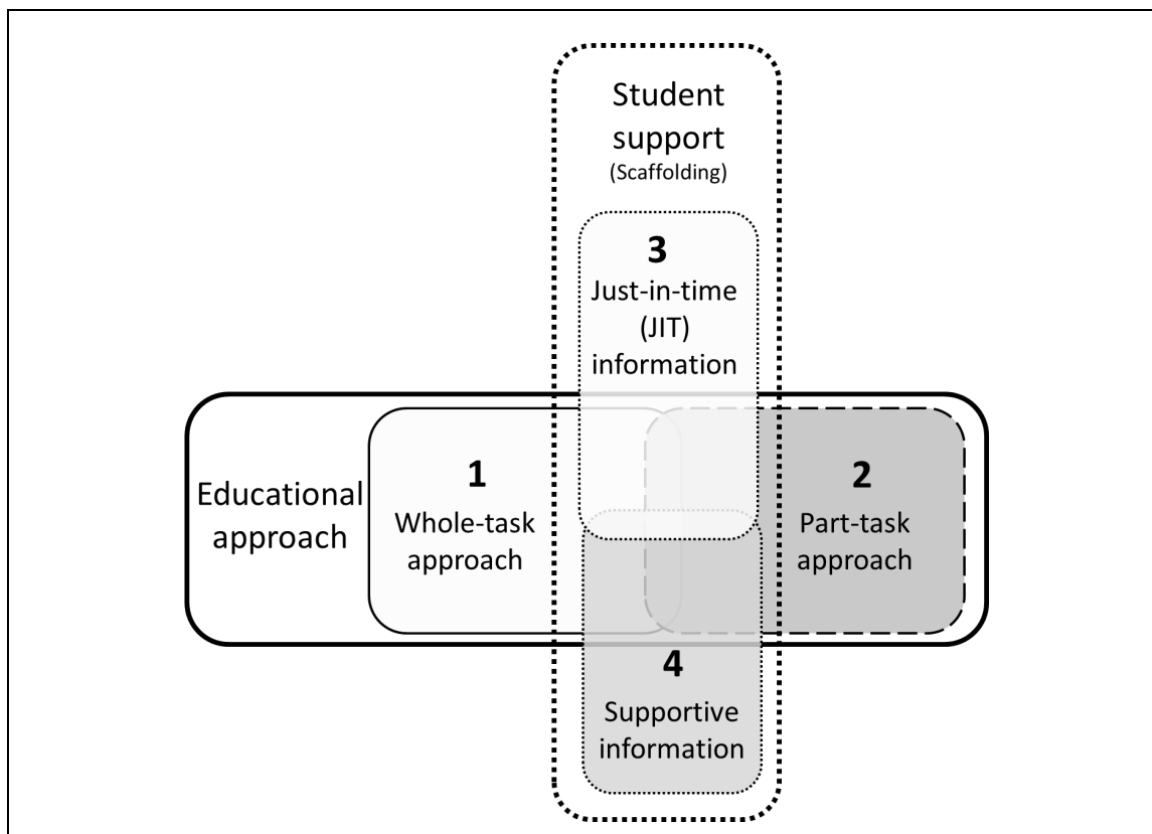 Student
support
(Scaffolding)
3
Just-in-time
(JIT)
information
Educational
approach
1
Whole-task
approach
2
Part-task
approach
4
Supportive
information